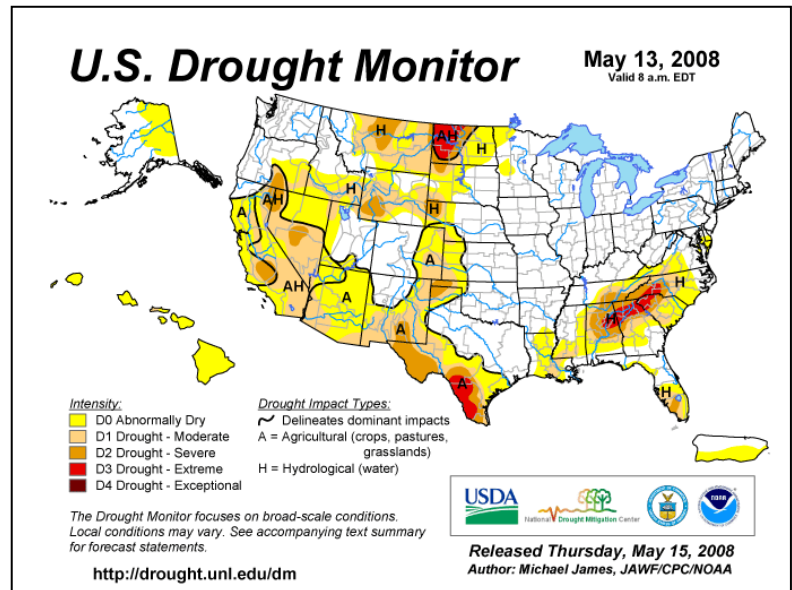 U.S. Drought Monitor
May 13, 2008
Valid 8 a.m. EDT
H
AH
H
AH
H
H
A
A
H
AH
A
A
H
A
H
Intensity:
D0 Abnormally Dry
D1 Drought - Moderate
D2 Drought - Severe
D3 Drought - Extreme
D4 Drought - Exceptional
Drought Impact Types:
Delineates dominant impacts
A = Agricultural (crops, pastures,
grasslands)
H = Hydrological (water)
The Drought Monitor focuses on broad-scale conditions.
Local conditions may vary. See accompanying text summary
for forecast statements.
http://drought.unl.edu/dm
USDA
National Drought Mitigation Center
NOAA
Released Thursday, May 15, 2008
Author: Michael James, JAWF/CPC/NOAA